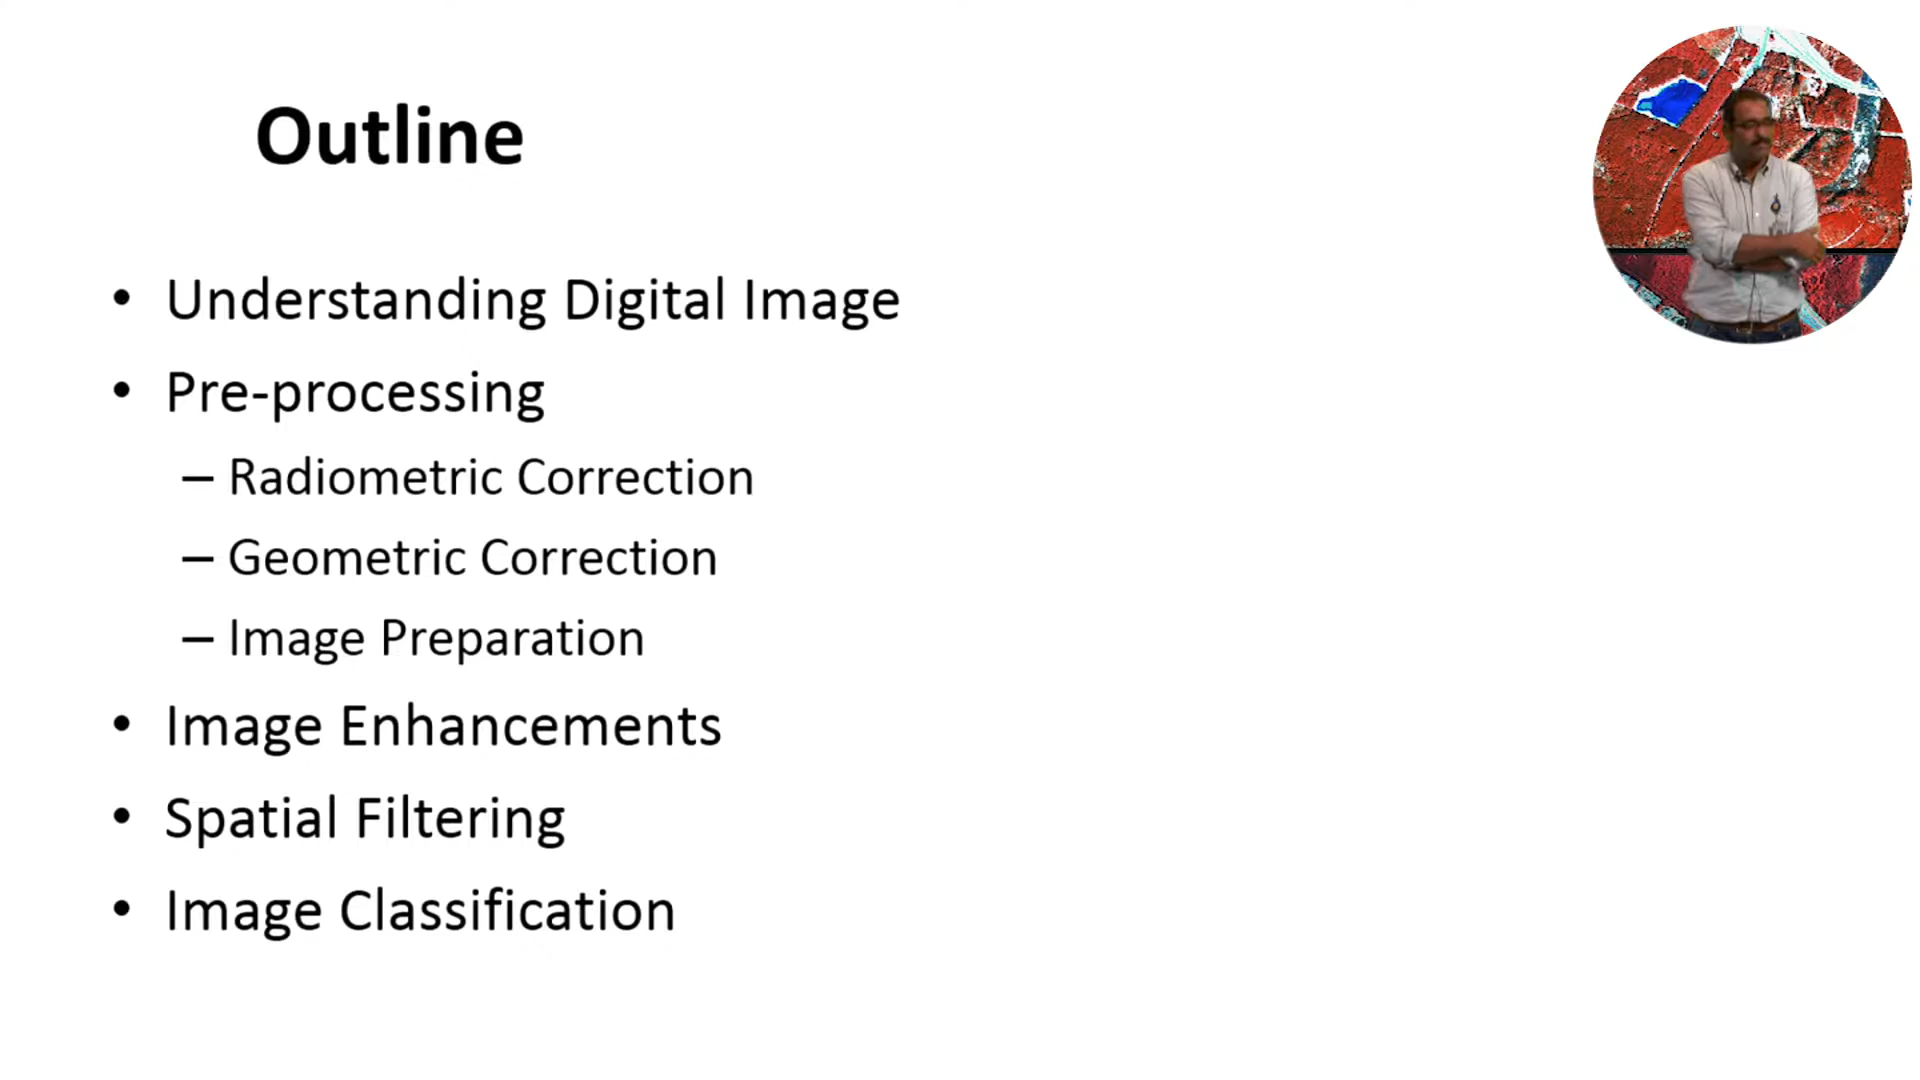 Outline
• Understanding Digital Image
• Pre-processing
– Radiometric Correction
– Geometric Correction
– Image Preparation
• Image Enhancements
• Spatial Filtering
• Image Classification